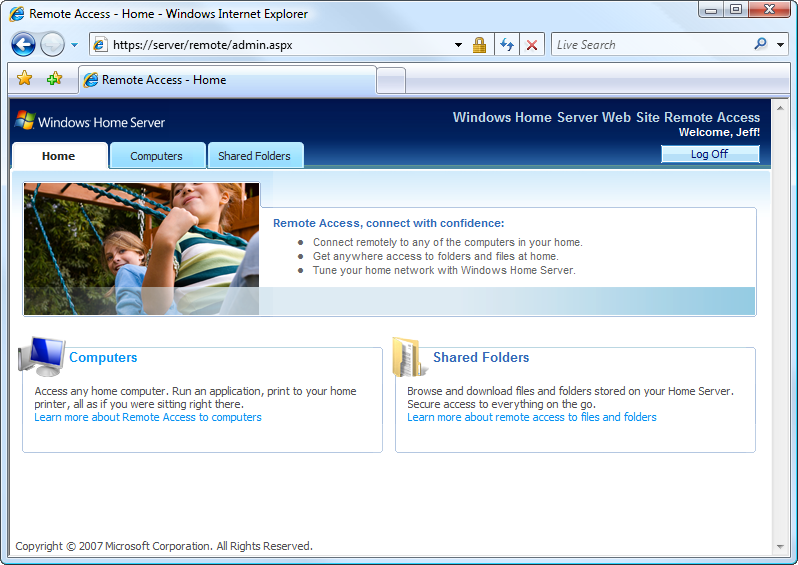 Remote Access - Home - Windows Internet Explorer
https://server/remote/admin.aspx
Live Search
Remote Access - Home
Windows Home Server
Windows Home Server Web Site Remote Access
Welcome, Jeff!
Home
Computers
Shared Folders
Log Off
Remote Access, connect with confidence:
Connect remotely to any of the computers in your home.
Get anywhere access to folders and files at home.
Tune your home network with Windows Home Server.
Computers
Access any home computer. Run an application, print to your home
printer, all as if you were sitting right there.
Learn more about Remote Access to computers
Shared Folders
Browse and download files and folders stored on your Home Server.
Secure access to everything on the go.
Learn more about remote access to files and folders
Copyright © 2007 Microsoft Corporation. All Rights Reserved.